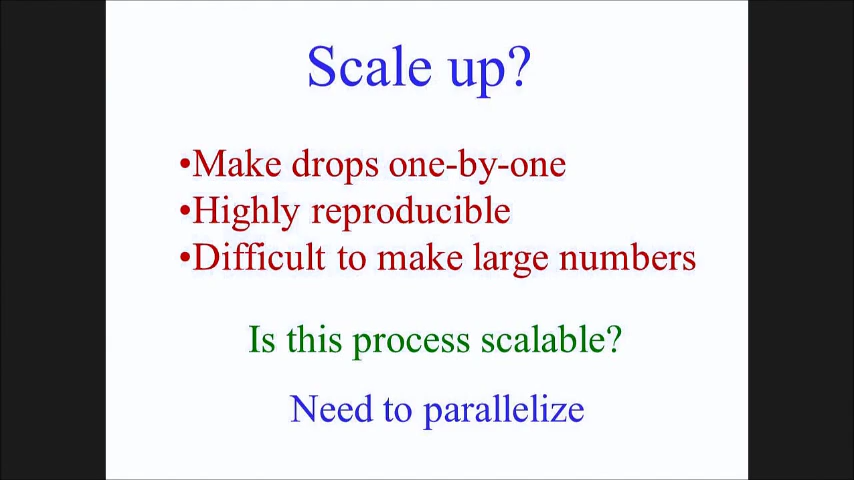 Scale up?
•Make drops one-by-one
•Highly reproducible
•Difficult to make large numbers
Is this process scalable?
Need to parallelize